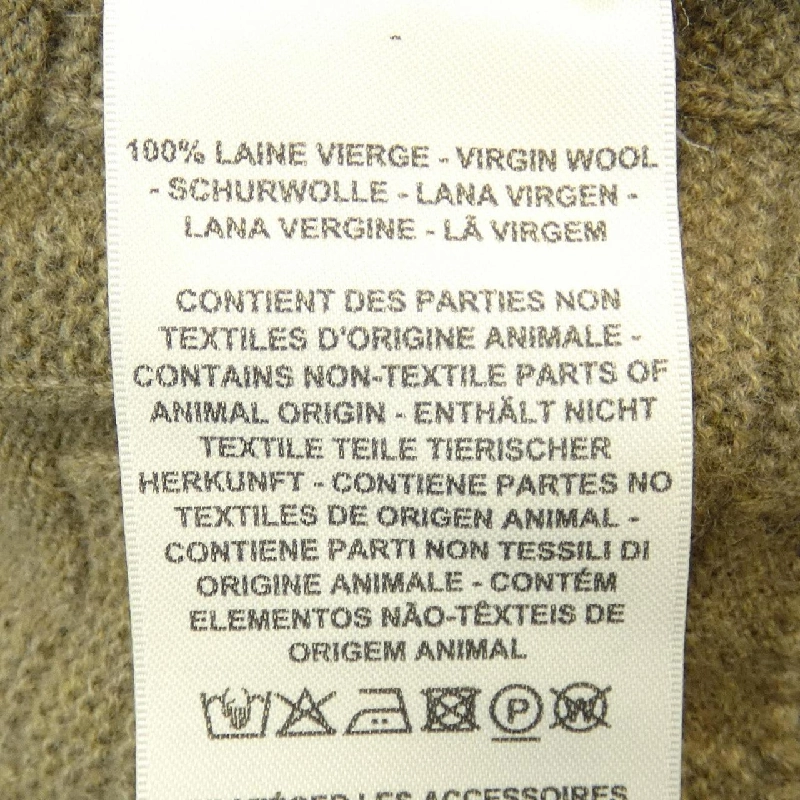 100% LAINE VIERGE - VIRGIN WOOL
- SCHURWOLLE - LANA VIRGEN -
LANA VERGINE - LÃ VIRGEM
CONTIENT DES PARTIES NON
TEXTILES D'ORIGINE ANIMALE -
CONTAINS NON-TEXTILE PARTS OF
ANIMAL ORIGIN - ENTHÄLT NICHT
TEXTILE TEILE TIERISCHER
HERKUNFT - CONTIENE PARTES NO
TEXTILES DE ORIGEN ANIMAL -
CONTIENE PARTI NON TESSILI DI
ORIGINE ANIMALE - CONTÉM
ELEMENTOS NÃO-TÊXTEIS DE
ORIGEM ANIMAL
P W
LES ACCESSOIRES